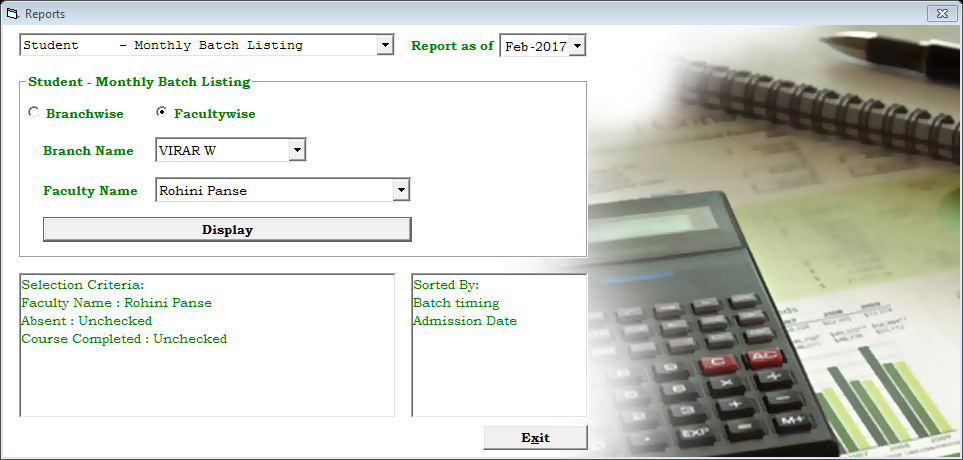 Reports
Student - Monthly Batch Listing
Report as of Feb-2017
Student - Monthly Batch Listing
Branchwise Facultywise
Branch Name VIRAR W
Faculty Name Rohini Panse
Display
Selection Criteria:
Faculty Name : Rohini Panse
Absent : Unchecked
Course Completed : Unchecked
Sorted By:
Batch timing
Admission Date
Exit
C
AC
M+
EXP